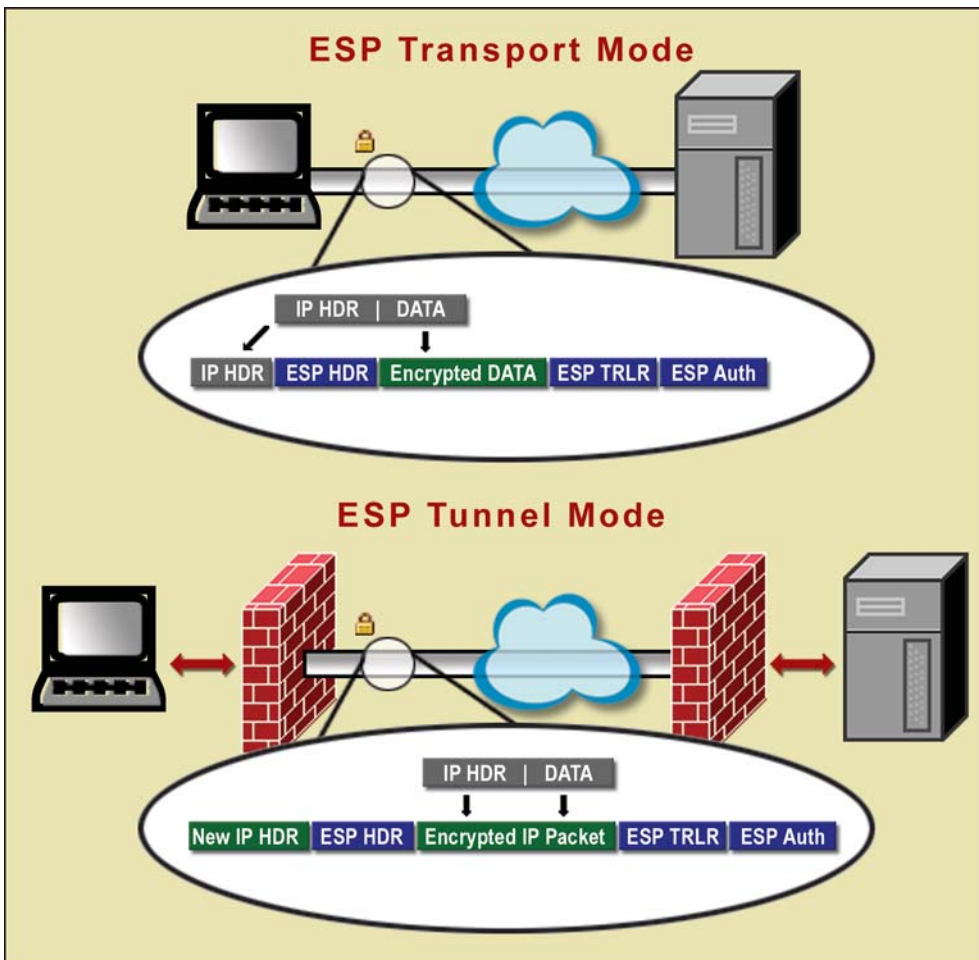 ESP Transport Mode
IP HDR | DATA
IP HDR ESP HDR Encrypted DATA ESP TRLR ESP Auth
ESP Tunnel Mode
IP HDR | DATA
New IP HDR ESP HDR Encrypted IP Packet ESP TRLR ESP Auth